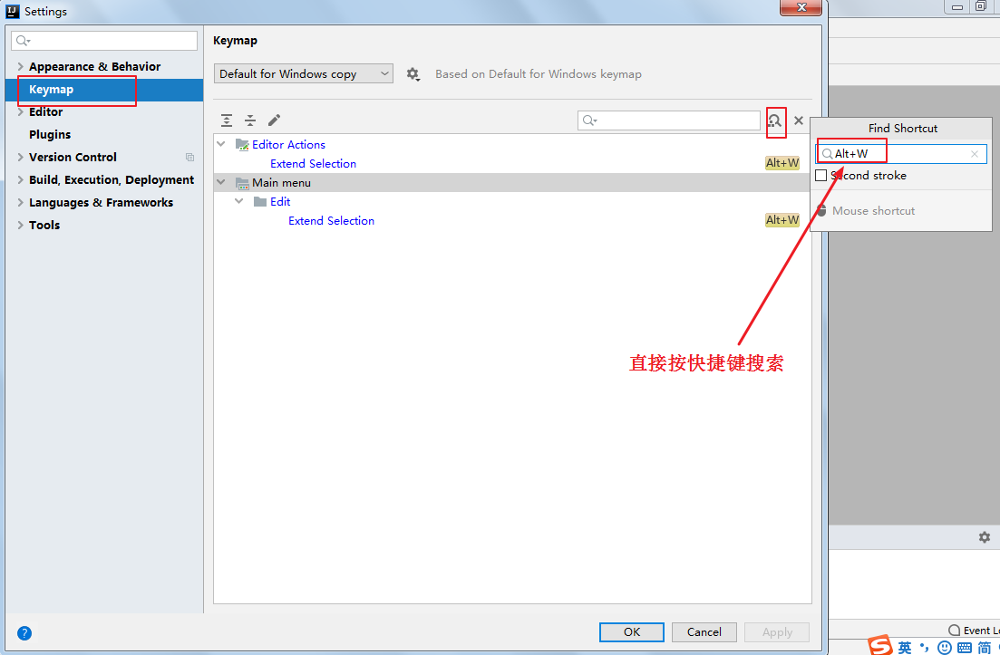 Settings
Keymap
Appearance & Behavior
Keymap
Editor
Plugins
Version Control
Build, Execution, Deployment
Languages & Frameworks
Tools
Default for Windows copy
Based on Default for Windows keymap
Editor Actions
Extend Selection Alt+W
Main menu
Edit
Extend Selection Alt+W
Find Shortcut
Alt+W
Second stroke
Mouse shortcut
直接按快捷键搜索
?
OK
Cancel
Apply
Event Lo
S 英 简